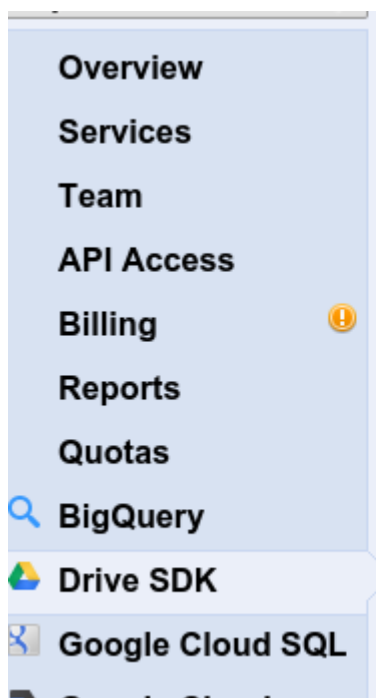 Overview
Services
Team
API Access
Billing
Reports
Quotas
BigQuery
Drive SDK
Google Cloud SQL